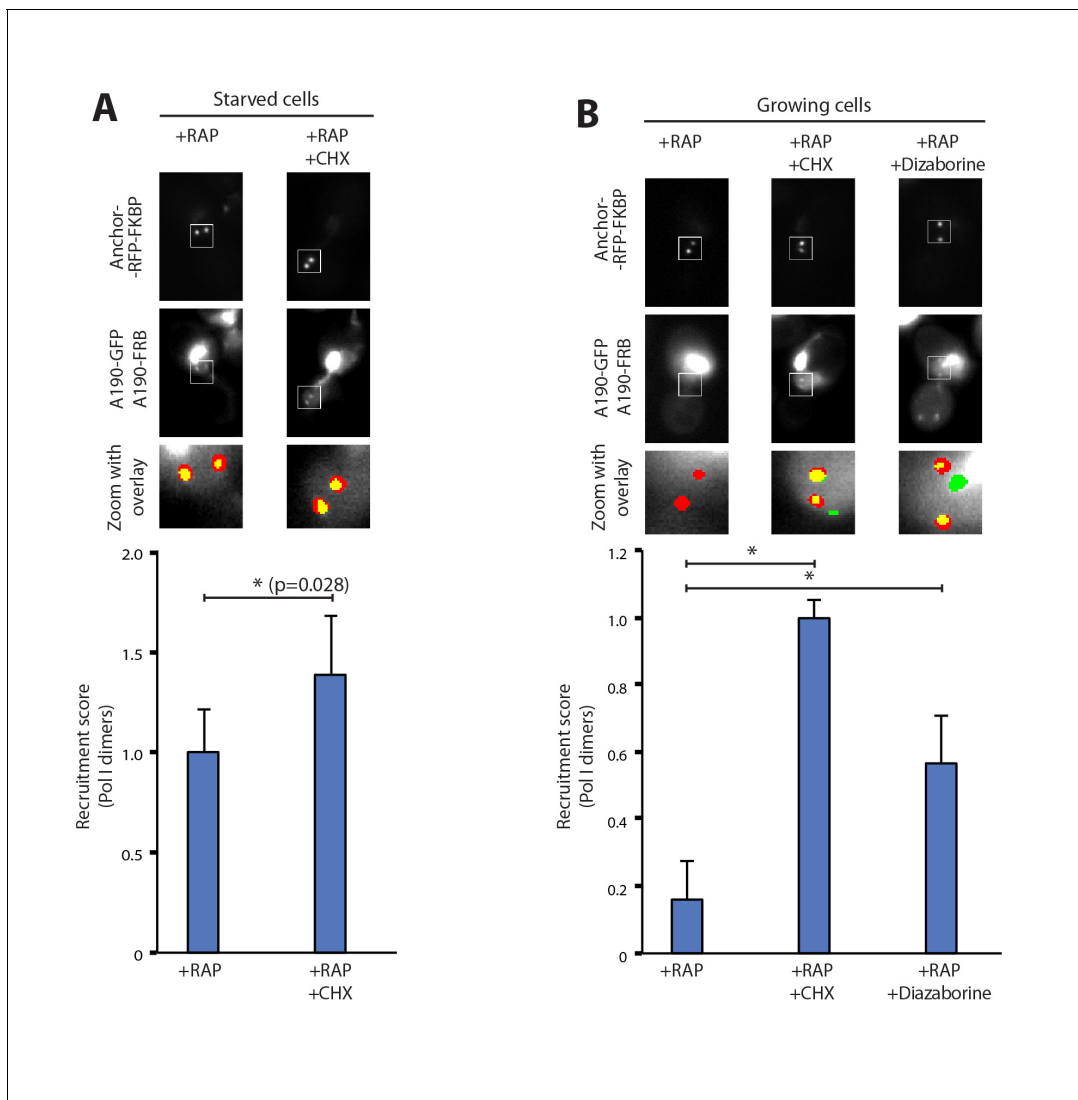 A
Starved cells
+RAP
+RAP
+CHX
Anchor-
-RFP-FKBP
A190-GFP
A190-FRB
Zoom with
overlay
2.0
1.5
1.0
0.5
0
* (p=0.028)
Recruitment score
(Pol I dimers)
+RAP
+RAP
+CHX
B
Growing cells
+RAP
+RAP
+CHX
+RAP
+Dizaborine
Anchor-
-RFP-FKBP
A190-GFP
A190-FRB
Zoom with
overlay
1.2
1.0
0.8
0.6
0.4
0.2
0
*
*
Recruitment score
(Pol I dimers)
+RAP
+RAP
+CHX
+RAP
+Diazaborine